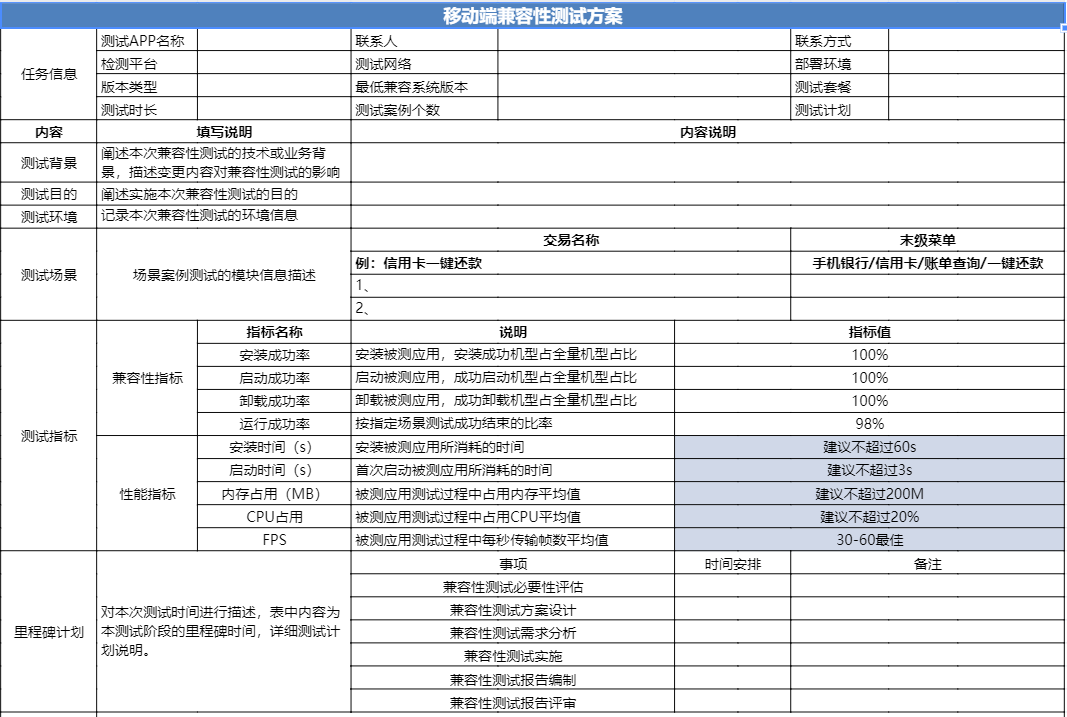 移动端兼容性测试方案
任务信息
测试APP名称 联系人 联系方式
检测平台 测试网络 部署环境
版本类型 最低兼容系统版本 测试套餐
测试时长 测试案例个数 测试计划
内容 填写说明 内容说明
测试背景
阐述本次兼容性测试的技术或业务背
景，描述变更内容对兼容性测试的影响
测试目的 阐述实施本次兼容性测试的目的
测试环境 记录本次兼容性测试的环境信息
测试场景 场景案例测试的模块信息描述
交易名称 末级菜单
例：信用卡一键还款 手机银行/信用卡/账单查询/一键还款
1、
2、
测试指标
兼容性指标
指标名称 说明 指标值
安装成功率 安装被测应用，安装成功机型占全量机型占比 100%
启动成功率 启动被测应用，成功启动机型占全量机型占比 100%
卸载成功率 卸载被测应用，成功卸载机型占全量机型占比 100%
运行成功率 按指定场景测试成功结束的比率 98%
性能指标
安装时间（s） 安装被测应用所消耗的时间 建议不超过60s
启动时间（s） 首次启动被测应用所消耗的时间 建议不超过3s
内存占用（MB） 被测应用测试过程中占用内存平均值 建议不超过200M
CPU占用 被测应用测试过程中占用CPU平均值 建议不超过20%
FPS 被测应用测试过程中每秒传输帧数平均值 30-60最佳
里程碑计划
对本次测试时间进行描述，表中内容为
本测试阶段的里程碑时间，详细测试计
划说明。
事项 时间安排 备注
兼容性测试必要性评估
兼容性测试方案设计
兼容性测试需求分析
兼容性测试实施
兼容性测试报告编制
兼容性测试报告评审